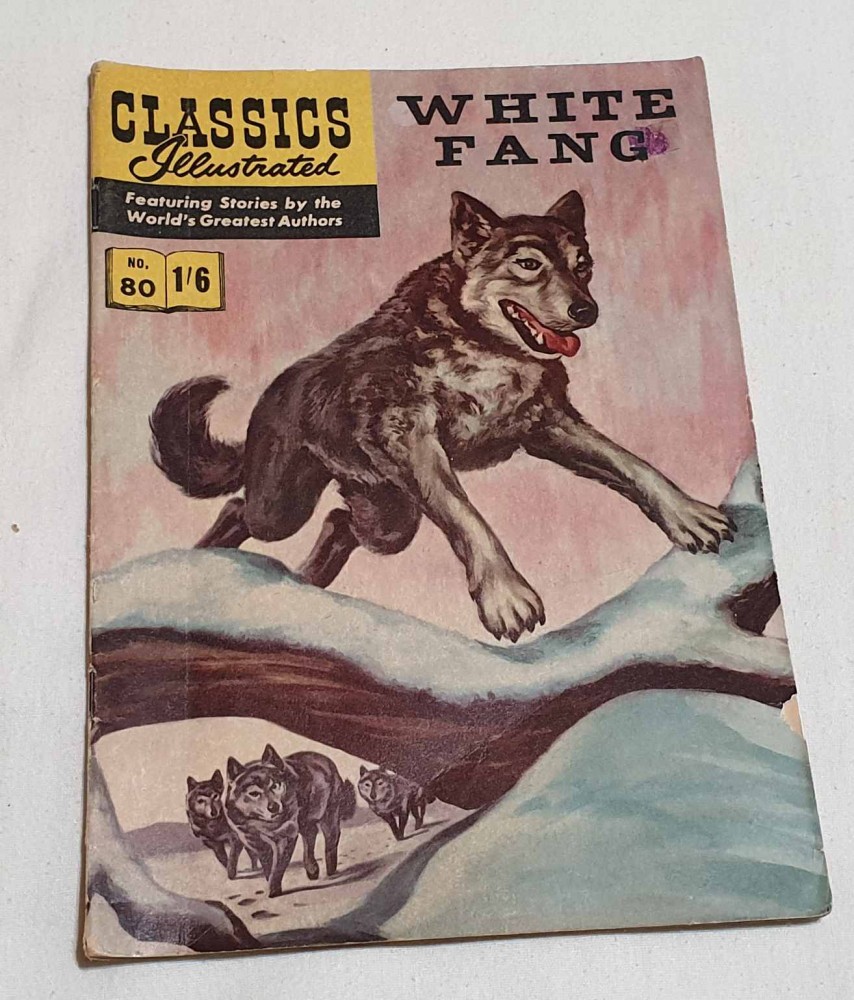 CLASSICS
Illustrated
Featuring Stories by the
World's Greatest Authors
NO.
80
1/6
WHITE
FANG